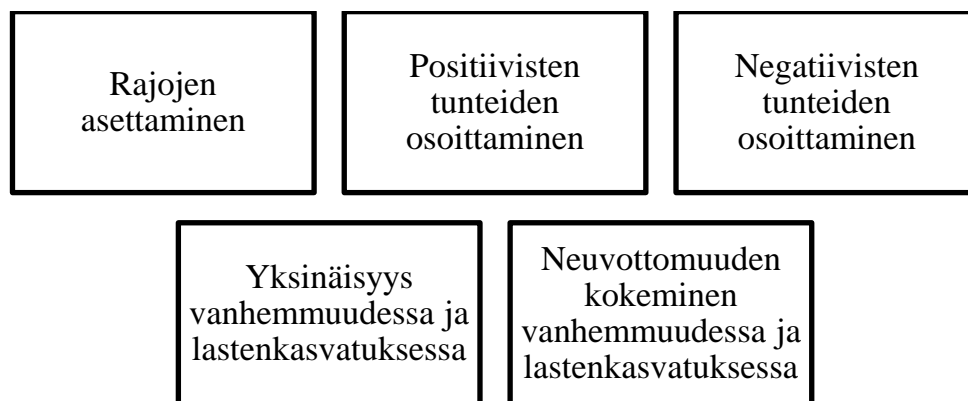 Rajojen
asettaminen
Positiivisten
tunteiden
osoittaminen
Negatiivisten
tunteiden
osoittaminen
Yksinäisyys
vanhemmuudessa ja
lastenkasvatuksessa
Neuvottomuuden
kokeminen
vanhemmuudessa ja
lastenkasvatuksessa